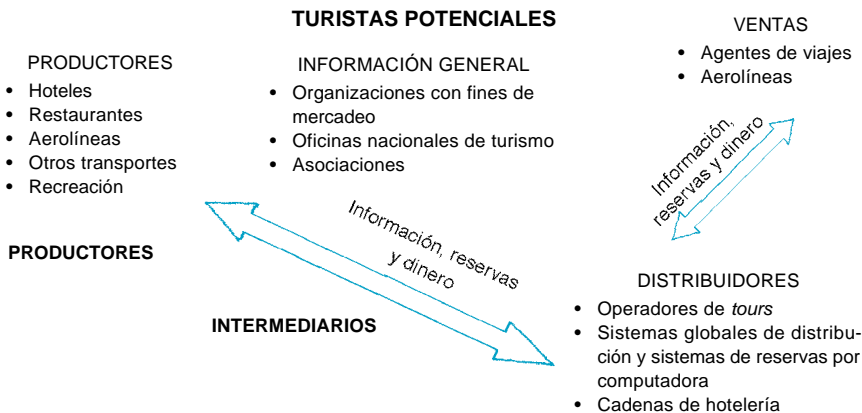 TURISTAS POTENCIALES
PRODUCTORES
• Hoteles
• Restaurantes
• Aerolíneas
• Otros transportes
• Recreación
INFORMACIÓN GENERAL
• Organizaciones con fines de
mercadeo
• Oficinas nacionales de turismo
• Asociaciones
VENTAS
• Agentes de viajes
• Aerolíneas
Información,
reservas y dinero
Información, reservas
y dinero
PRODUCTORES
INTERMEDIARIOS
DISTRIBUIDORES
• Operadores de tours
• Sistemas globales de distribu-
ción y sistemas de reservas por
computadora
• Cadenas de hotelería